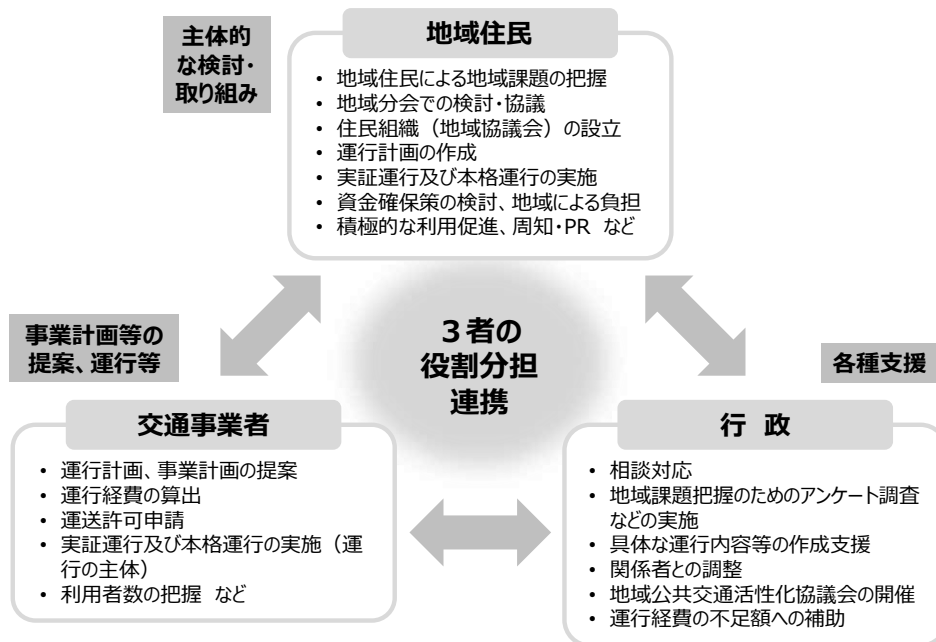 主体的
な検討・
取り組み
地域住民
• 地域住民による地域課題の把握
• 地域分会での検討・協議
• 住民組織（地域協議会）の設立
• 運行計画の作成
• 実証運行及び本格運行の実施
• 資金確保策の検討、地域による負担
• 積極的な利用促進、周知・PR など
３者の
役割分担
連携
事業計画等の
提案、運行等
各種支援
交通事業者
• 運行計画、事業計画の提案
• 運行経費の算出
• 運送許可申請
• 実証運行及び本格運行の実施（運
行の主体）
• 利用者数の把握 など
行 政
• 相談対応
• 地域課題把握のためのアンケート調査
などの実施
• 具体な運行内容等の作成支援
• 関係者との調整
• 地域公共交通活性化協議会の開催
• 運行経費の不足額への補助